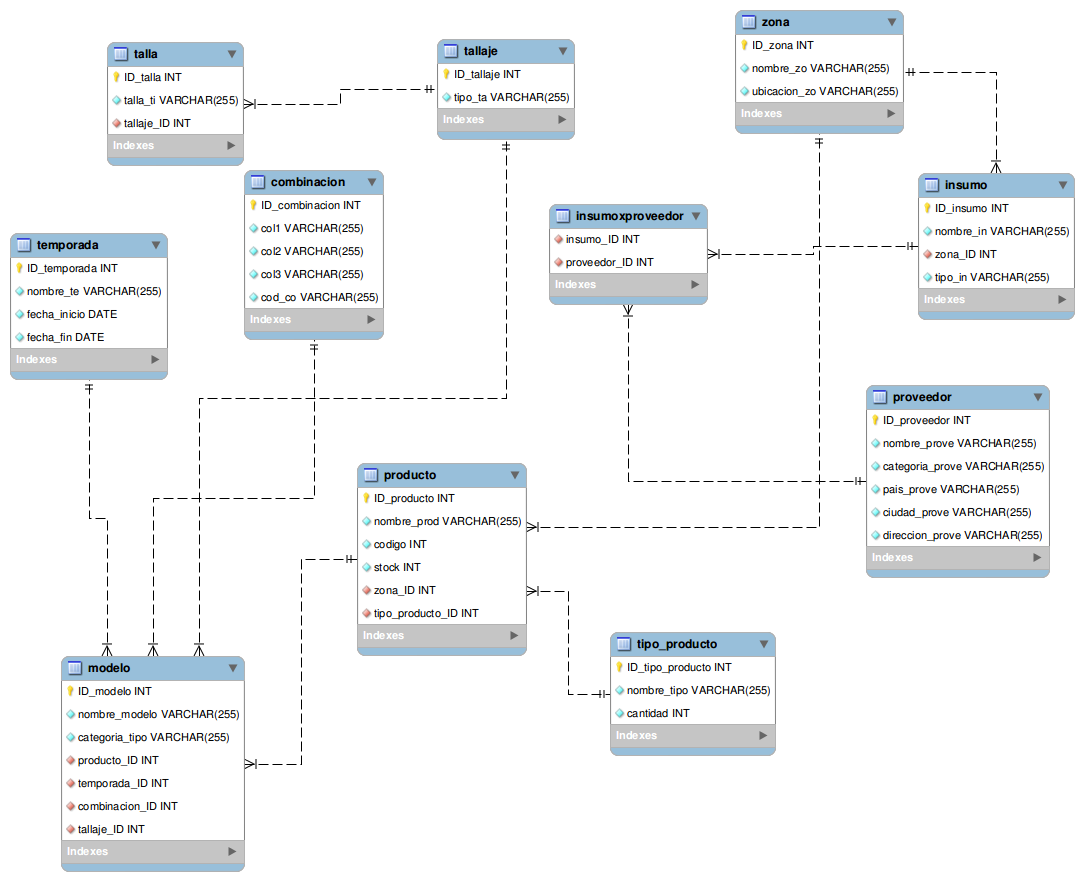 talla
ID_talla INT
talla_ti VARCHAR(255)
tallaje_ID INT
Indexes
tallaje
ID_tallaje INT
tipo_ta VARCHAR(255)
Indexes
zona
ID_zona INT
nombre_zo VARCHAR(255)
ubicacion_zo VARCHAR(255)
Indexes
combinacion
ID_combinacion INT
col1 VARCHAR(255)
col2 VARCHAR(255)
col3 VARCHAR(255)
cod_co VARCHAR(255)
Indexes
insumo
ID_insumo INT
nombre_in VARCHAR(255)
zona_ID INT
tipo_in VARCHAR(255)
Indexes
insumoxproveedor
insumo_ID INT
proveedor_ID INT
Indexes
temporada
ID_temporada INT
nombre_te VARCHAR(255)
fecha_inicio DATE
fecha_fin DATE
Indexes
proveedor
ID_proveedor INT
nombre_prove VARCHAR(255)
categoria_prove VARCHAR(255)
pais_prove VARCHAR(255)
ciudad_prove VARCHAR(255)
direccion_prove VARCHAR(255)
Indexes
producto
ID_producto INT
nombre_prod VARCHAR(255)
codigo INT
stock INT
zona_ID INT
tipo_producto_ID INT
Indexes
tipo_producto
ID_tipo_producto INT
nombre_tipo VARCHAR(255)
cantidad INT
Indexes
modelo
ID_modelo INT
nombre_modelo VARCHAR(255)
categoria_tipo VARCHAR(255)
producto_ID INT
temporada_ID INT
combinacion_ID INT
tallaje_ID INT
Indexes